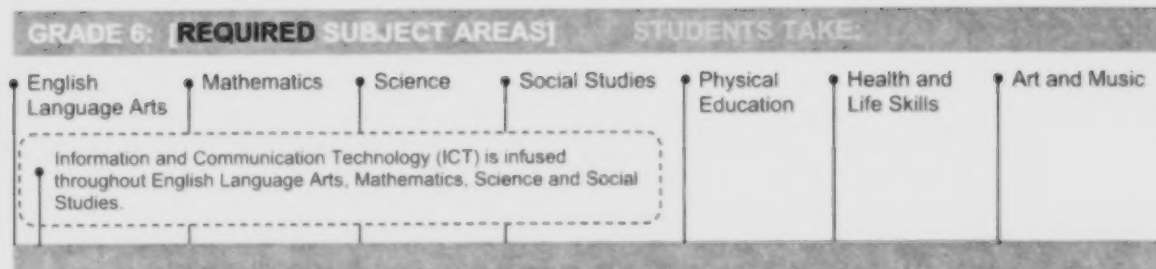 GRADE 6: [REQUIRED SUBJECT AREAS] STUDENTS TAKE:
English
Language Arts
Mathematics
Science
Social Studies
Physical
Education
Health and
Life Skills
Art and Music
Information and Communication Technology (ICT) is infused
throughout English Language Arts, Mathematics, Science and Social
Studies.